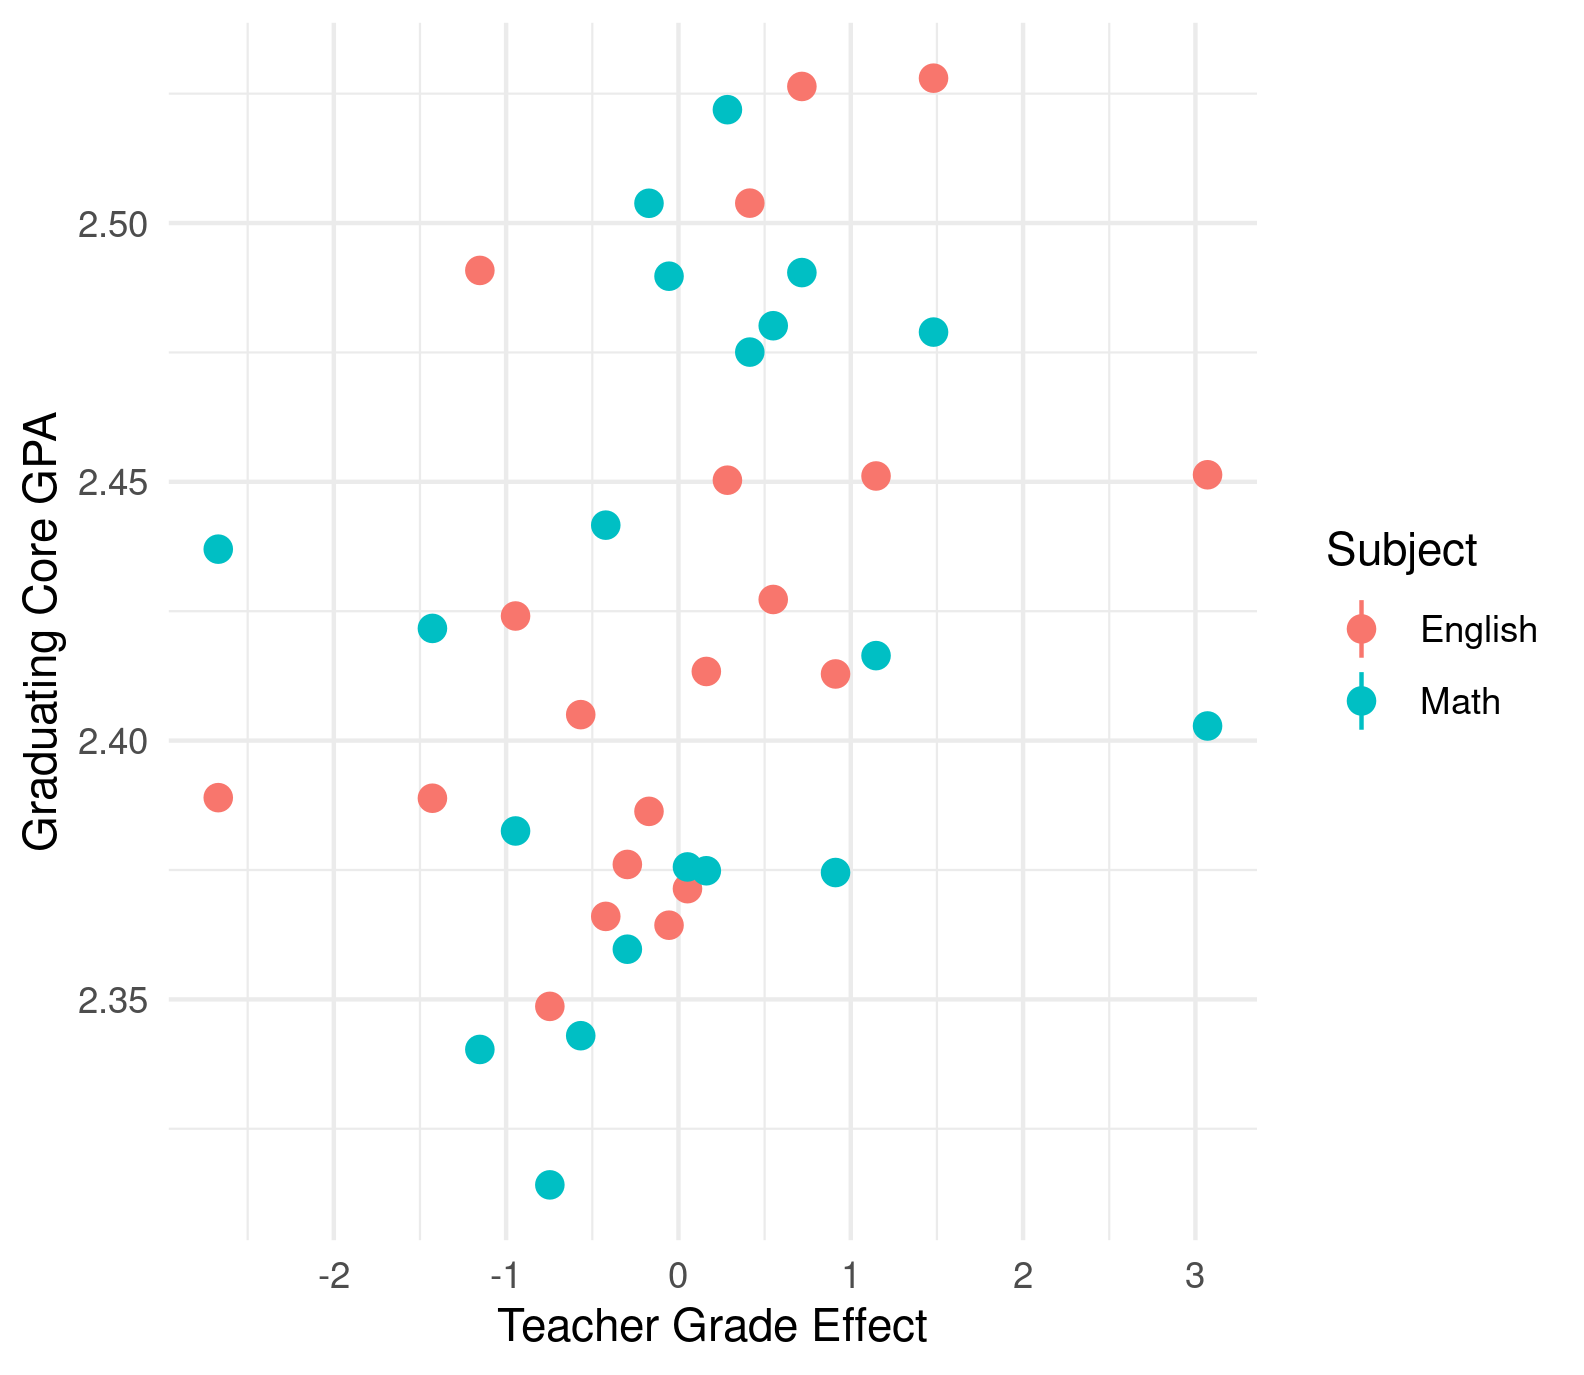 2.50
2.45
2.40
2.35
Graduating Core GPA
-2 -1 0 1 2 3
Teacher Grade Effect
Subject
English
Math